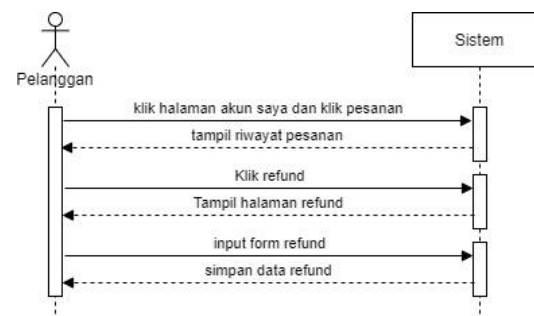 Sistem
Pelanggan
klik halaman akun saya dan klik pesanan
tampil riwayat pesanan
Klik refund
Tampil halaman refund
input form refund
simpan data refund